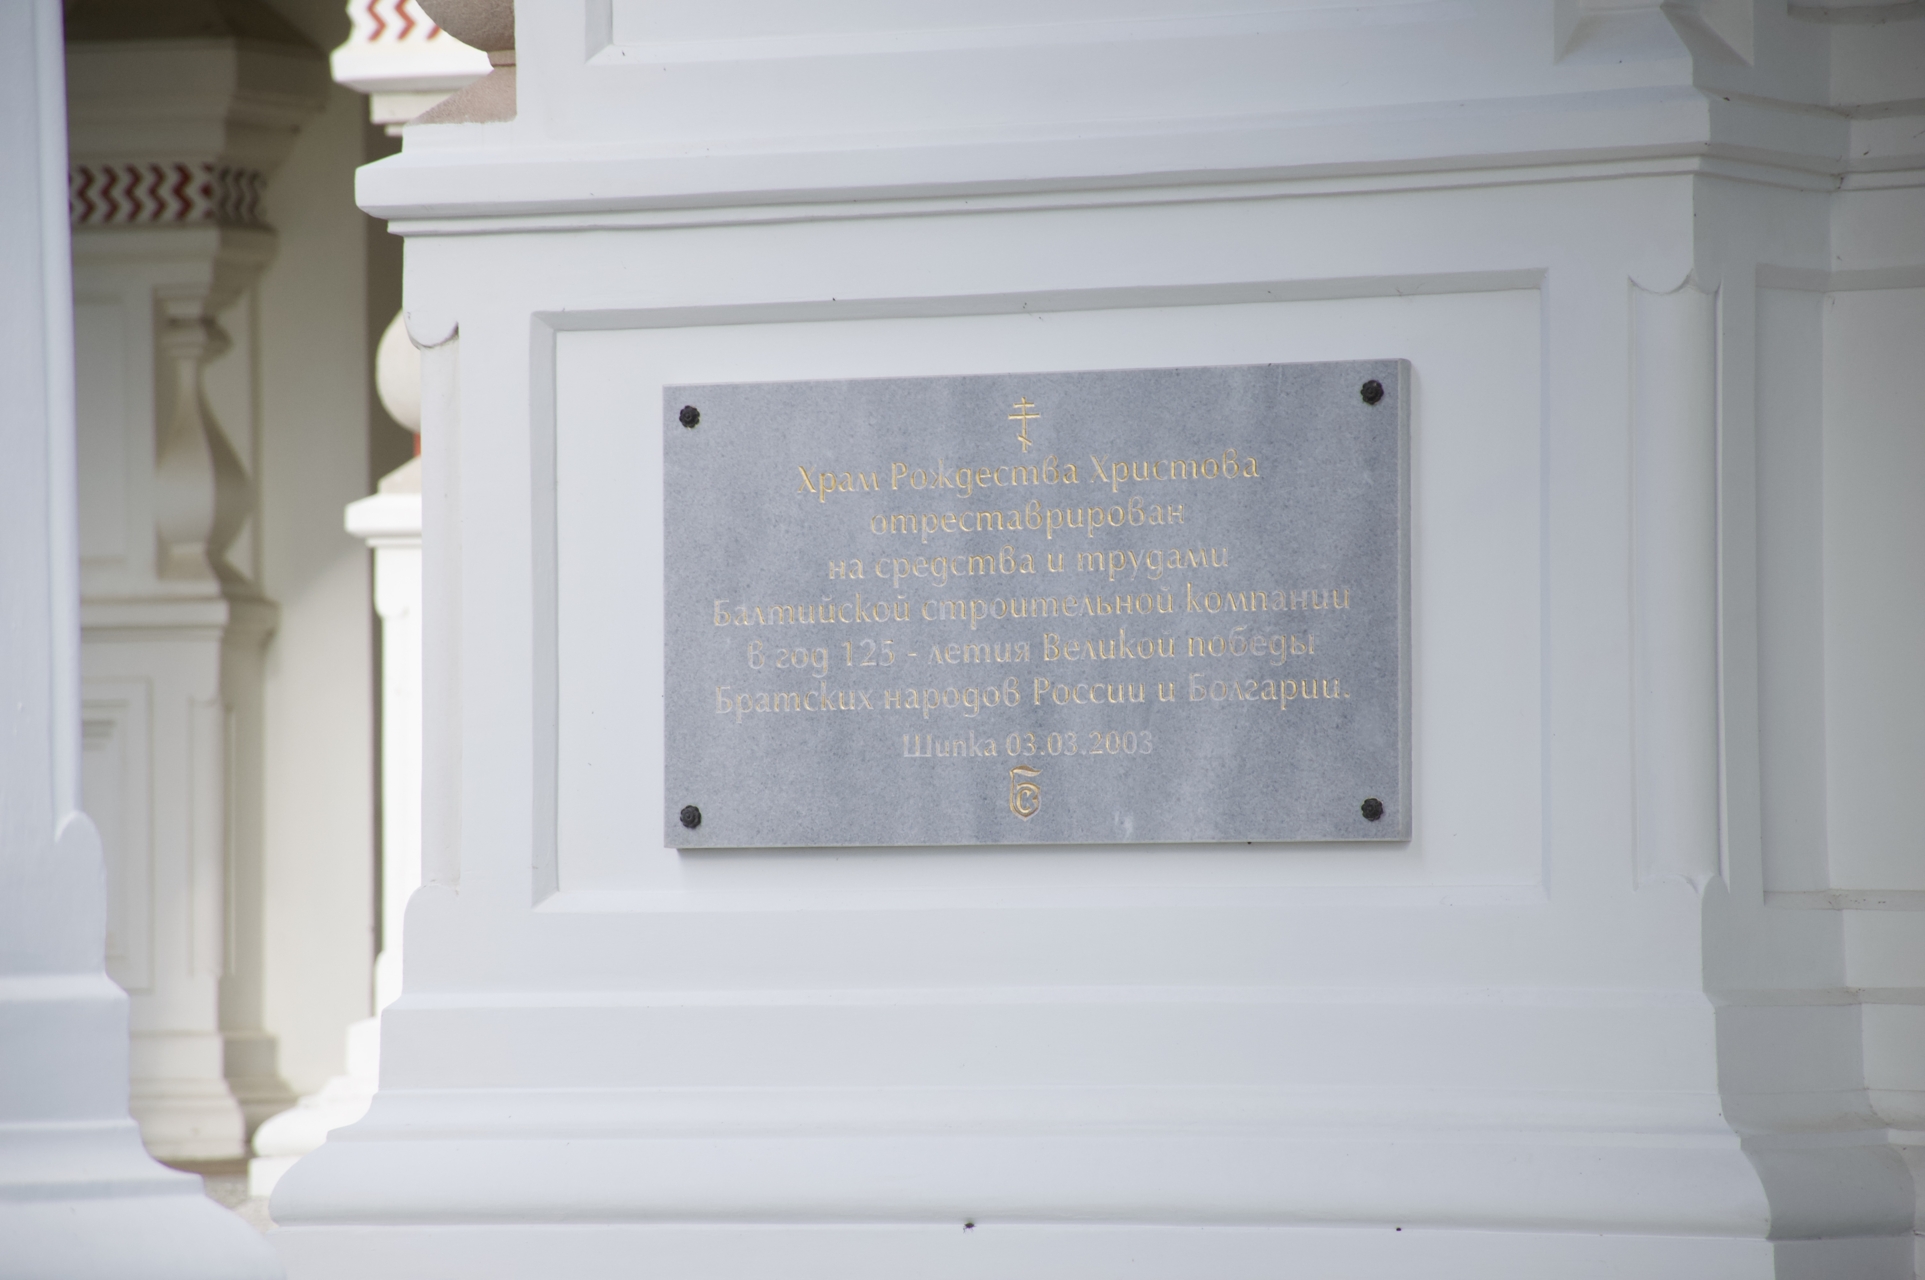 Храм Рождества Христова
отреставрирован
на средства и трудами
Балтийской строительной компании
в год 125 - летия Великой победы
Братских народов России и Болгарии.
Шипка 03.03.2003
БС